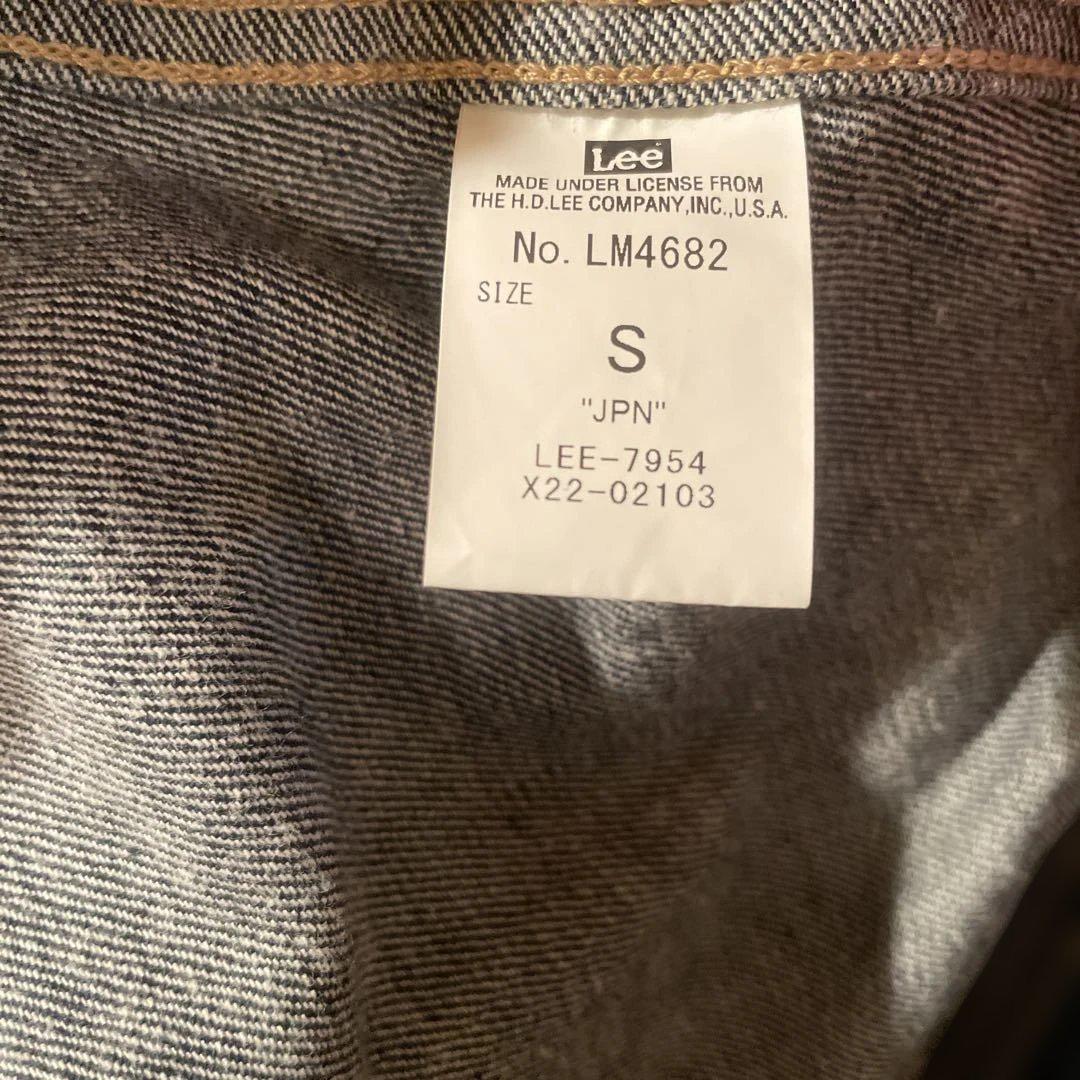 Lee
MADE UNDER LICENSE FROM
THE H.D.LEE COMPANY,INC.,U.S.A.
No. LM4682
SIZE
S
"JPN"
LEE-7954
X22-02103